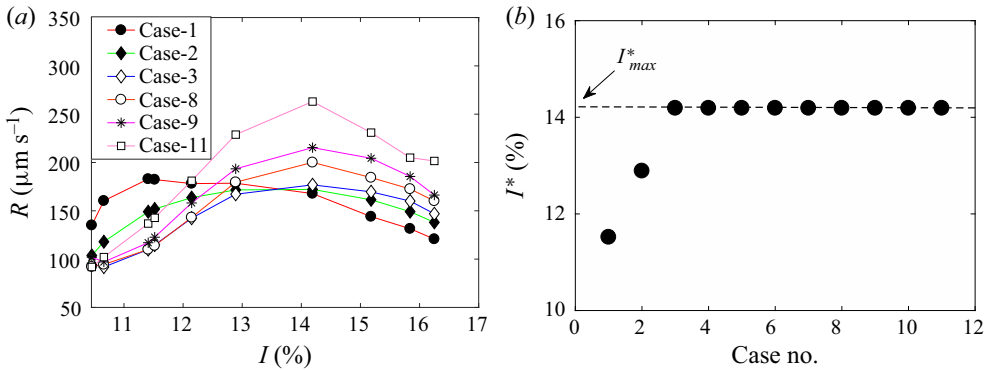 (a)
350
300
250
200
150
100
50
R (μm s⁻¹)
Case-1
Case-2
Case-3
Case-8
Case-9
Case-11
11 12 13 14 15 16 17
I (%)
(b)
16
14
12
10
I* (%)
I*max
0 2 4 6 8 10 12
Case no.